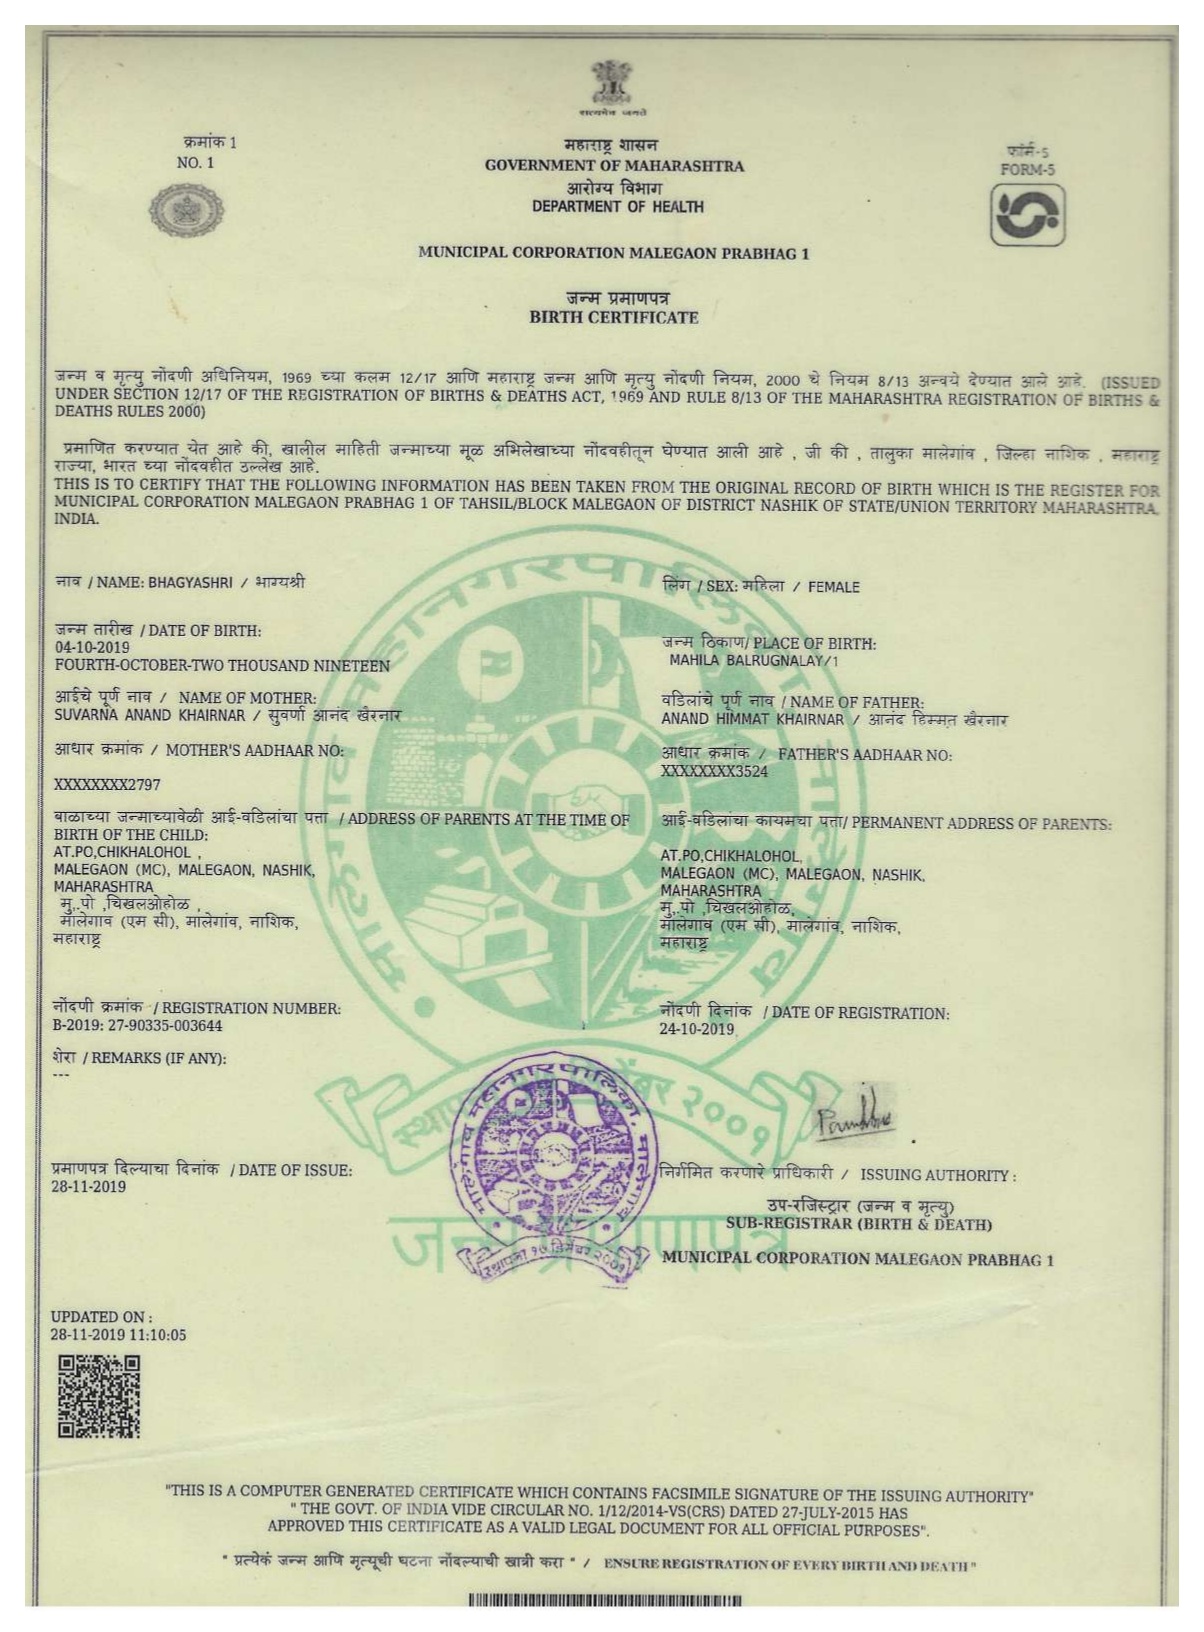 सत्यमेव जयते
क्रमांक 1
NO. 1
महाराष्ट्र शासन
GOVERNMENT OF MAHARASHTRA
आरोग्य विभाग
DEPARTMENT OF HEALTH
फॉर्म-5
FORM-5
MUNICIPAL CORPORATION MALEGAON PRABHAG 1
जन्म प्रमाणपत्र
BIRTH CERTIFICATE
जन्म व मृत्यु नोंदणी अधिनियम, 1969 च्या कलम 12/17 आणि महाराष्ट्र जन्म आणि मृत्यु नोंदणी नियम, 2000 चे नियम 8/13 अन्वये देण्यात आले आहे. (ISSUED
UNDER SECTION 12/17 OF THE REGISTRATION OF BIRTHS & DEATHS ACT, 1969 AND RULE 8/13 OF THE MAHARASHTRA REGISTRATION OF BIRTHS &
DEATHS RULES 2000)
प्रमाणित करण्यात येत आहे की, खालील माहिती जन्माच्या मूळ अभिलेखाच्या नोंदवहीतून घेण्यात आली आहे , जी की , तालुका मालेगांव , जिल्हा नाशिक , महाराष्ट्र
राज्या, भारत च्या नोंदवहीत उल्लेख आहे.
THIS IS TO CERTIFY THAT THE FOLLOWING INFORMATION HAS BEEN TAKEN FROM THE ORIGINAL RECORD OF BIRTH WHICH IS THE REGISTER FOR
MUNICIPAL CORPORATION MALEGAON PRABHAG 1 OF TAHSIL/BLOCK MALEGAON OF DISTRICT NASHIK OF STATE/UNION TERRITORY MAHARASHTRA,
INDIA.
नाव / NAME: BHAGYASHRI / भाग्यश्री
लिंग / SEX: महिला / FEMALE
जन्म तारीख / DATE OF BIRTH:
04-10-2019
FOURTH-OCTOBER-TWO THOUSAND NINETEEN
जन्म ठिकाण/ PLACE OF BIRTH:
MAHILA BALRUGNALAY/1
आईचे पूर्ण नाव / NAME OF MOTHER:
SUVARNA ANAND KHAIRNAR / सुवर्णा आनंद खैरनार
वडिलांचे पूर्ण नाव / NAME OF FATHER:
ANAND HIMMAT KHAIRNAR / आनंद हिम्मत खैरनार
आधार क्रमांक / MOTHER'S AADHAAR NO:
XXXXXXXX2797
आधार क्रमांक / FATHER'S AADHAAR NO:
XXXXXXXX3524
बाळाच्या जन्माच्यावेळी आई-वडिलांचा पत्ता / ADDRESS OF PARENTS AT THE TIME OF
BIRTH OF THE CHILD:
AT.PO,CHIKHALOHOL ,
MALEGAON (MC), MALEGAON, NASHIK,
MAHARASHTRA
मु,.पो ,चिखलओहोळ ,
मालेगाव (एम सी), मालेगांव, नाशिक,
महाराष्ट्र
आई-वडिलांचा कायमचा पत्ता/ PERMANENT ADDRESS OF PARENTS:
AT.PO,CHIKHALOHOL,
MALEGAON (MC), MALEGAON, NASHIK,
MAHARASHTRA
मु,.पो ,चिखलओहोळ,
मालेगाव (एम सी), मालेगांव, नाशिक,
महाराष्ट्र
नोंदणी क्रमांक / REGISTRATION NUMBER:
B-2019: 27-90335-003644
नोंदणी दिनांक / DATE OF REGISTRATION:
24-10-2019
शेरा / REMARKS (IF ANY):
---
मालेगाव महानगरपालिका, मालेगाव
स्थापना १७ डिसेंबर २००१
प्रमाणपत्र दिल्याचा दिनांक / DATE OF ISSUE:
28-11-2019
निर्गमित करणारे प्राधिकारी / ISSUING AUTHORITY :
उप-रजिस्ट्रार (जन्म व मृत्यु)
SUB-REGISTRAR (BIRTH & DEATH)
MUNICIPAL CORPORATION MALEGAON PRABHAG 1
जन्म प्रमाणपत्र
UPDATED ON :
28-11-2019 11:10:05
"THIS IS A COMPUTER GENERATED CERTIFICATE WHICH CONTAINS FACSIMILE SIGNATURE OF THE ISSUING AUTHORITY"
" THE GOVT. OF INDIA VIDE CIRCULAR NO. 1/12/2014-VS(CRS) DATED 27-JULY-2015 HAS
APPROVED THIS CERTIFICATE AS A VALID LEGAL DOCUMENT FOR ALL OFFICIAL PURPOSES".
" प्रत्येकं जन्म आणि मृत्यूची घटना नोंदल्याची खात्री करा " / ENSURE REGISTRATION OF EVERY BIRTH AND DEATH "